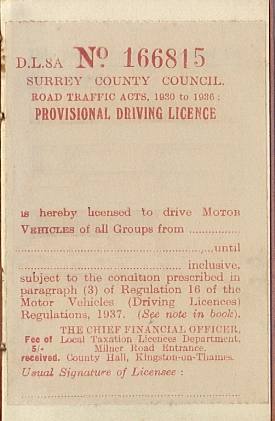 D.L.8A No 166815
SURREY COUNTY COUNCIL.
ROAD TRAFFIC ACTS, 1930 to 1936 :
PROVISIONAL DRIVING LICENCE
is hereby licensed to drive MOTOR
VEHICLES of all Groups from ...............
...............................................until
............................................... inclusive,
subject to the condition prescribed in
paragraph (3) of Regulation 16 of the
Motor Vehicles (Driving Licences)
Regulations, 1937. (See note in book).
THE CHIEF FINANCIAL OFFICER,
Fee of Local Taxation Licences Department,
5/- Milner Road Entrance.
received. County Hall, Kingston-on-Thames.
Usual Signature of Licensee :